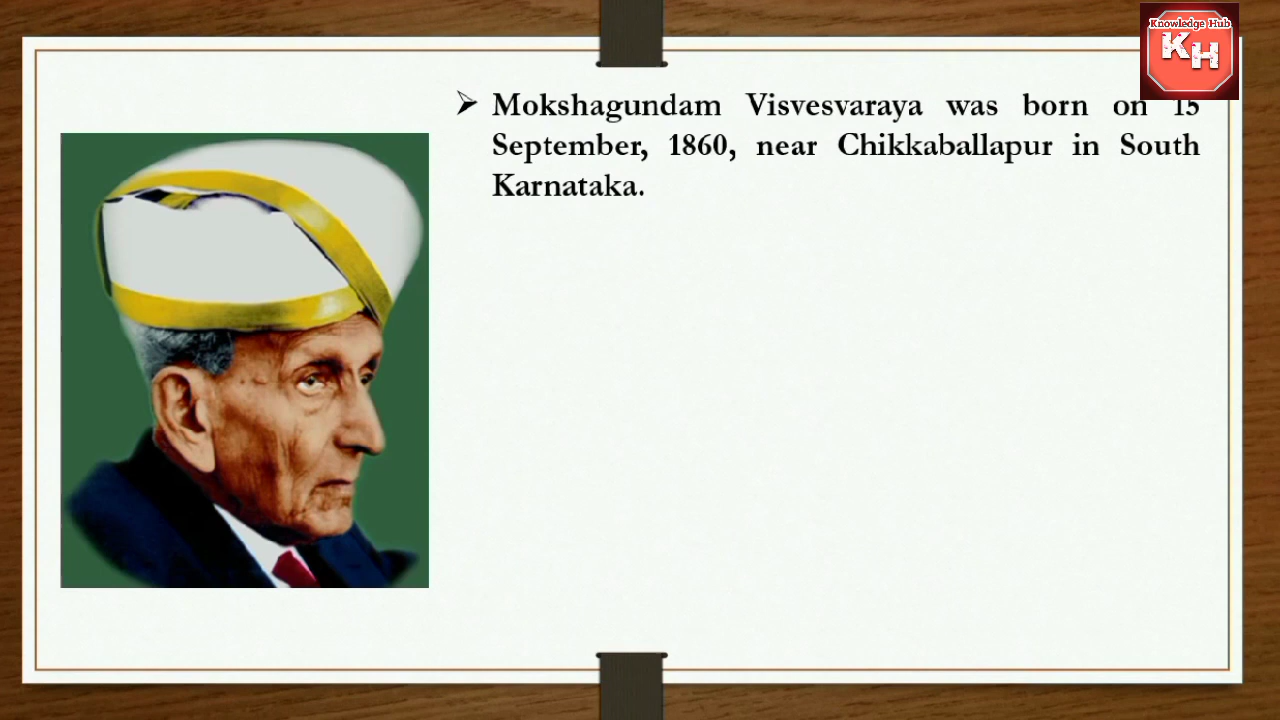 Knowledge Hub
KH
Mokshagundam Visvesvaraya was born on 15
September, 1860, near Chikkaballapur in South
Karnataka.